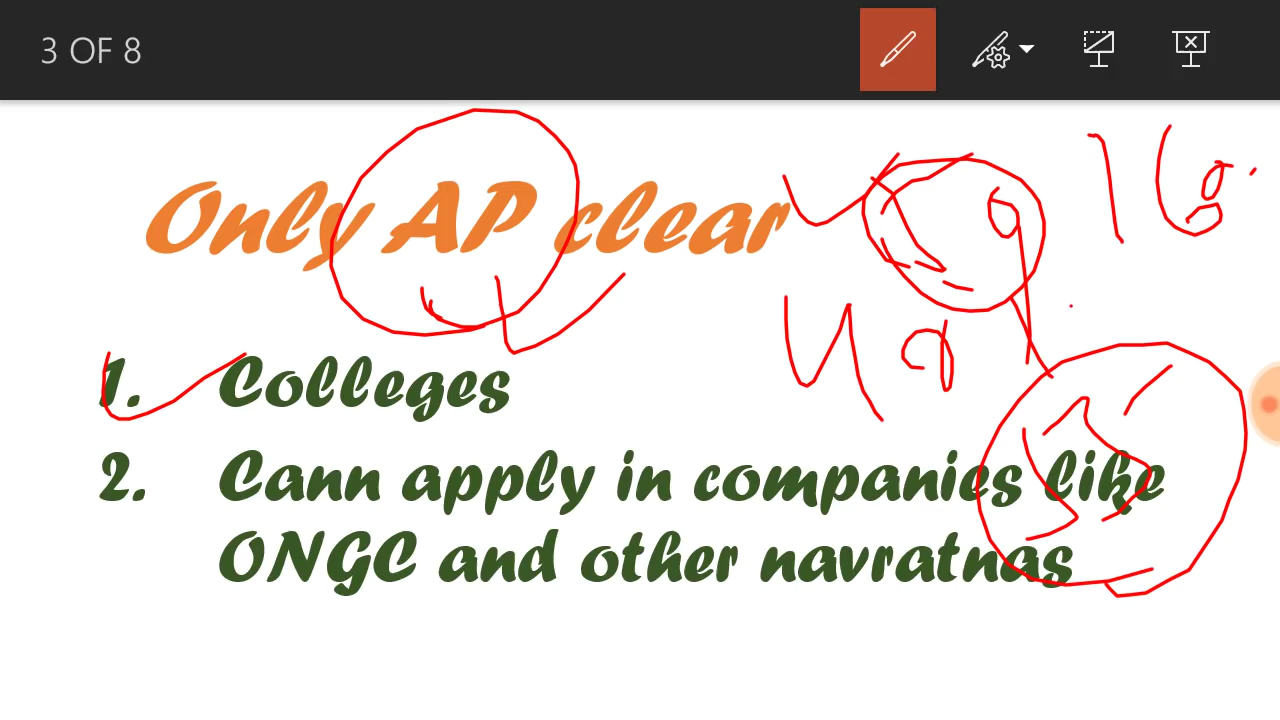 3 OF 8
Only AP clear
1. Colleges
2. Cann apply in companies like
ONGC and other navratnas